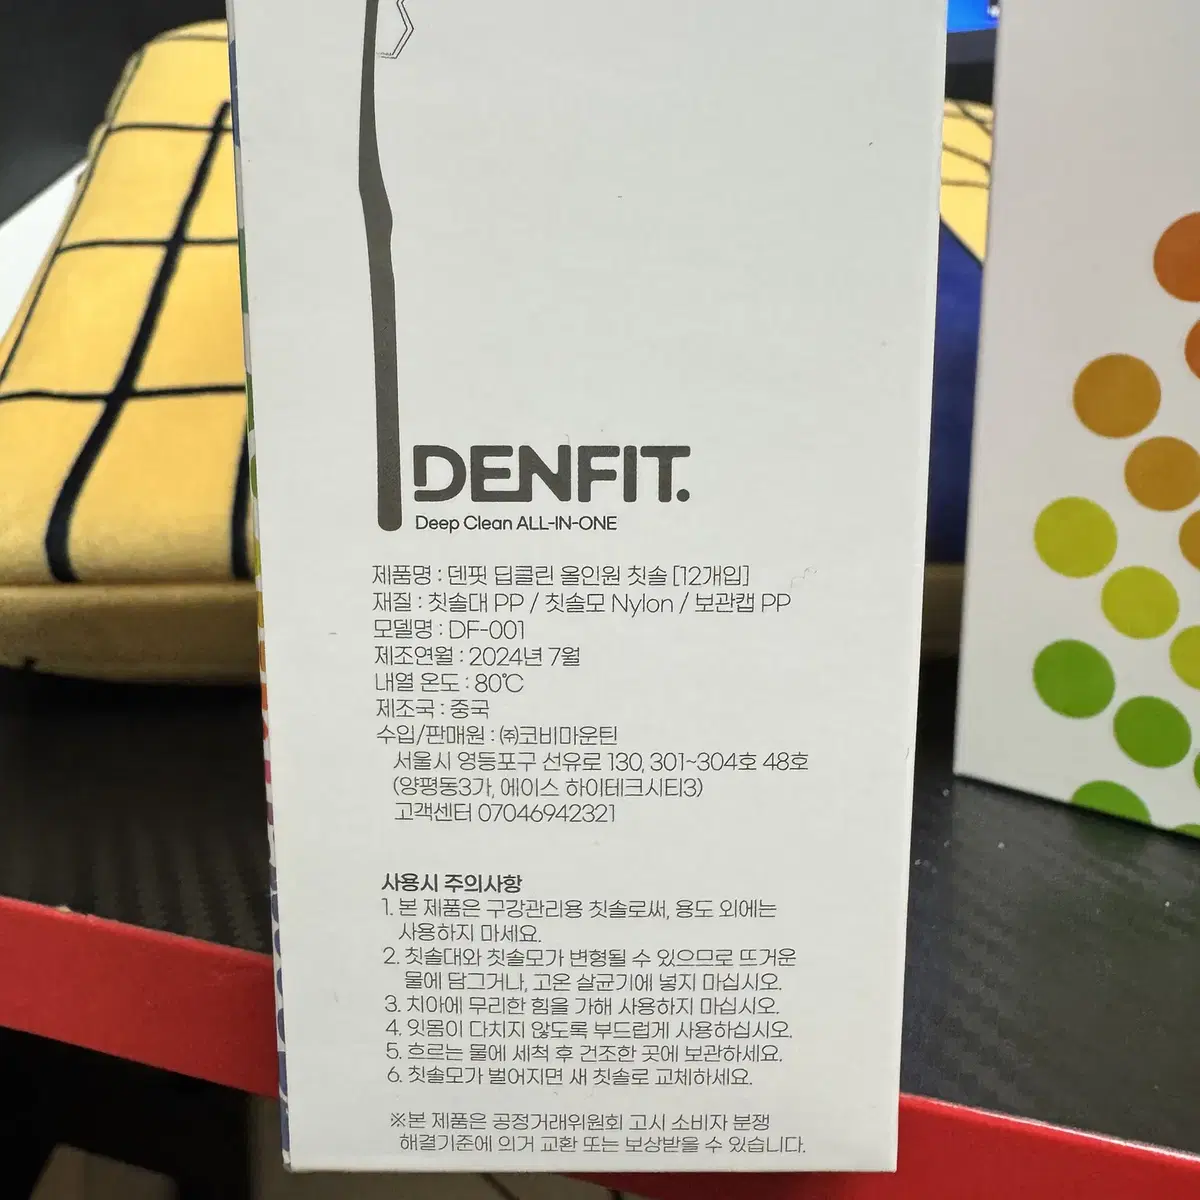 DENFIT.
Deep Clean ALL-IN-ONE
제품명 : 덴핏 딥클린 올인원 칫솔 [12개입]
재질 : 칫솔대 PP / 칫솔모 Nylon / 보관캡 PP
모델명 : DF-001
제조연월 : 2024년 7월
내열 온도 : 80℃
제조국 : 중국
수입/판매원 : ㈜코비마운틴
서울시 영등포구 선유로 130, 301~304호 48호
(양평동3가, 에이스 하이테크시티3)
고객센터 07046942321
사용시 주의사항
1. 본 제품은 구강관리용 칫솔로써, 용도 외에는
사용하지 마세요.
2. 칫솔대와 칫솔모가 변형될 수 있으므로 뜨거운
물에 담그거나, 고온 살균기에 넣지 마십시오.
3. 치아에 무리한 힘을 가해 사용하지 마십시오.
4. 잇몸이 다치지 않도록 부드럽게 사용하십시오.
5. 흐르는 물에 세척 후 건조한 곳에 보관하세요.
6. 칫솔모가 벌어지면 새 칫솔로 교체하세요.
※본 제품은 공정거래위원회 고시 소비자 분쟁
해결기준에 의거 교환 또는 보상받을 수 있습니다.